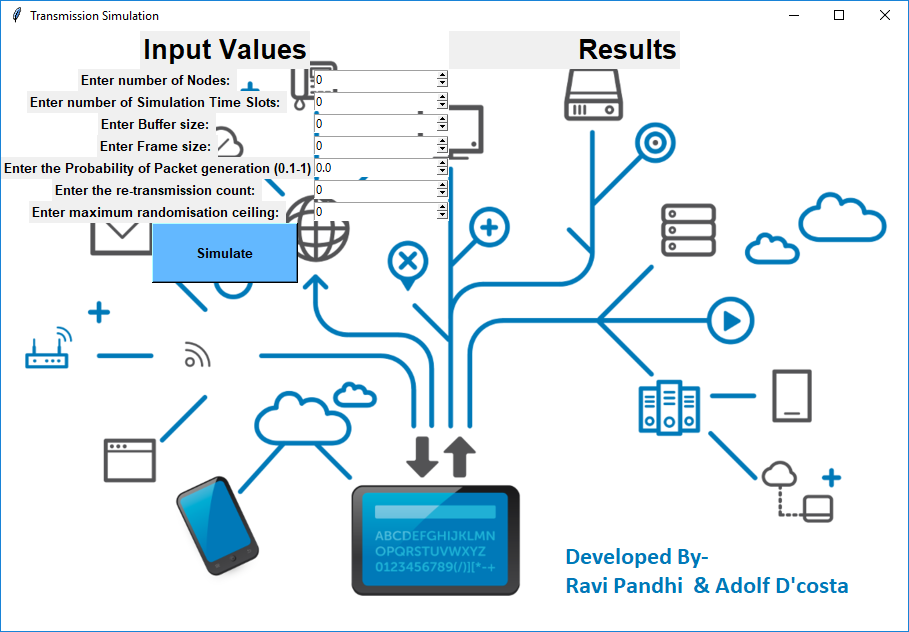 Transmission Simulation
Input Values
Results
Enter number of Nodes:
0
Enter number of Simulation Time Slots:
0
Enter Buffer size:
0
Enter Frame size:
0
Enter the Probability of Packet generation (0.1-1)
0.0
Enter the re-transmission count:
0
Enter maximum randomisation ceiling:
0
Simulate
ABCDEFGHIJKLMN
OPQRSTUVWXYZ
0123456789(/)][*-+
Developed By-
Ravi Pandhi & Adolf D'costa